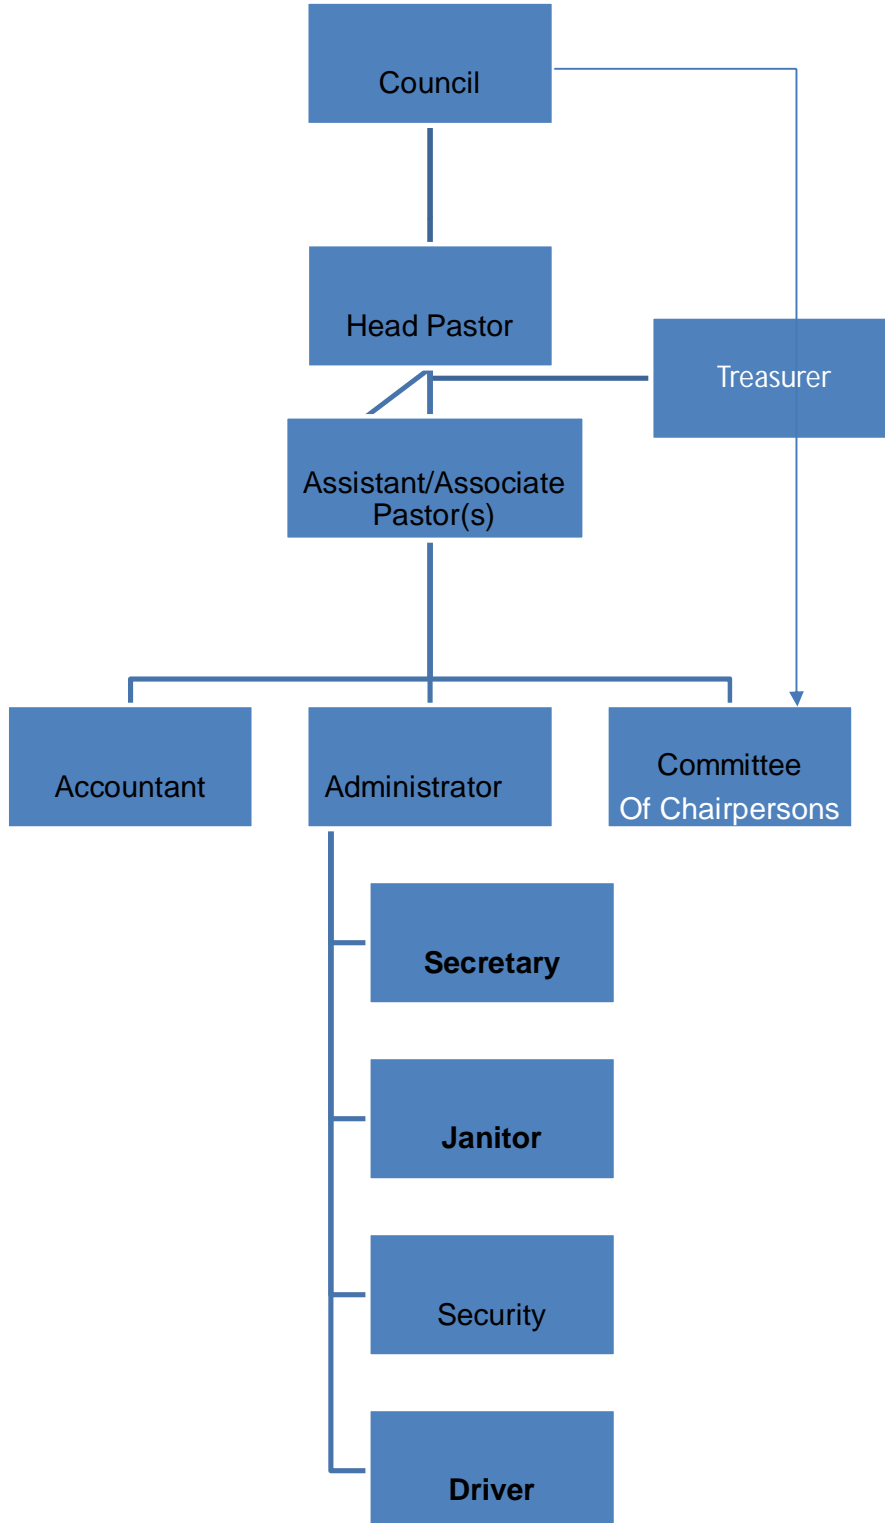 Council
Head Pastor
Treasurer
Assistant/Associate
Pastor(s)
Accountant
Administrator
Committee
Of Chairpersons
Secretary
Janitor
Security
Driver